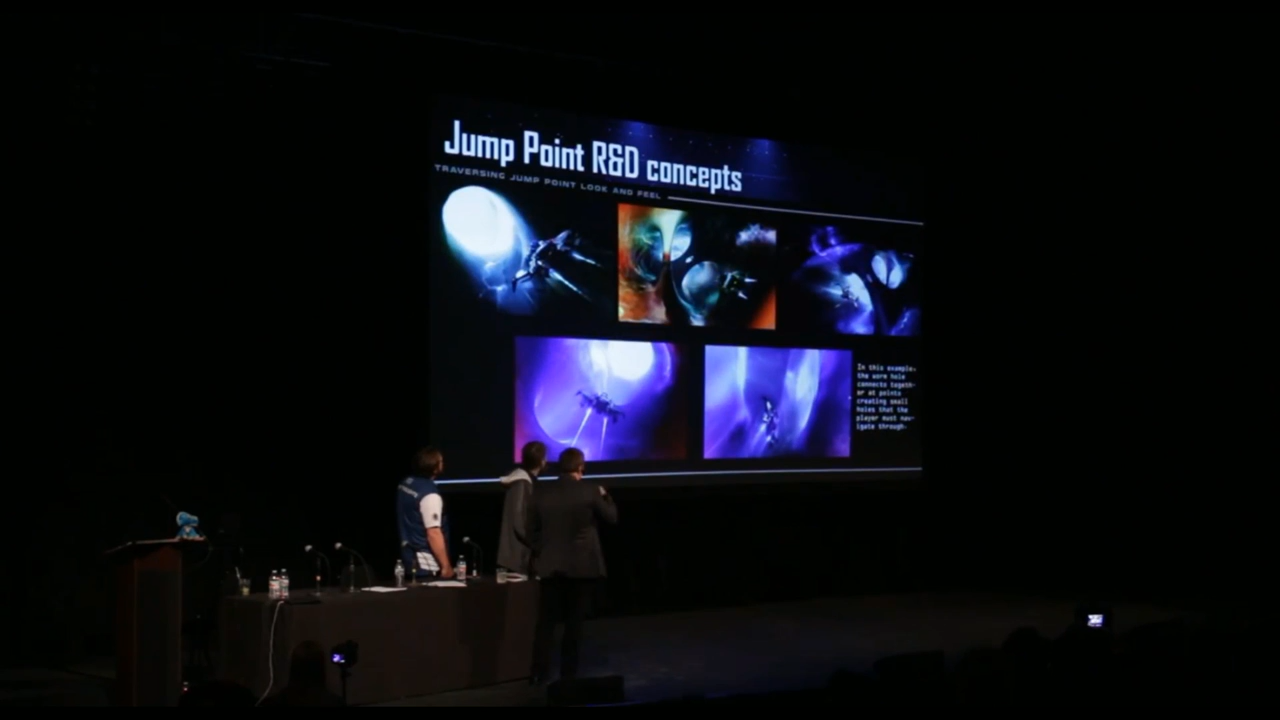 Jump Point R&D concepts
TRAVERSING JUMP POINT LOOK AND FEEL
In this example,
the worm hole
connects togeth-
er at points
creating small
holes that the
player must nav-
igate through.